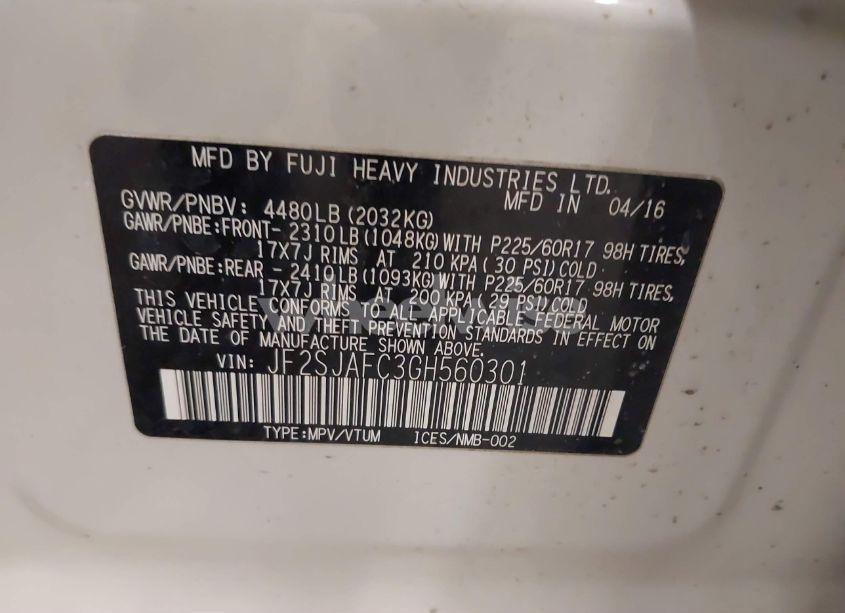 MFD BY FUJI HEAVY INDUSTRIES LTD.
GVWR/PNBV: 4480LB (2032KG) MFD IN 04/16
GAWR/PNBE:FRONT- 2310LB (1048KG) WITH P225/60R17 98H TIRES,
17X7J RIMS AT 210 KPA (30 PSI) COLD
GAWR/PNBE:REAR - 2410LB (1093KG) WITH P225/60R17 98H TIRES,
17X7J RIMS AT 200 KPA (29 PSI) COLD
THIS VEHICLE CONFORMS TO ALL APPLICABLE FEDERAL MOTOR
VEHICLE SAFETY AND THEFT PREVENTION STANDARDS IN EFFECT ON
THE DATE OF MANUFACTURE SHOWN ABOVE.
VIN: JF2SJAFC3GH560301
TYPE:MPV/VTUM ICES/NMB-002